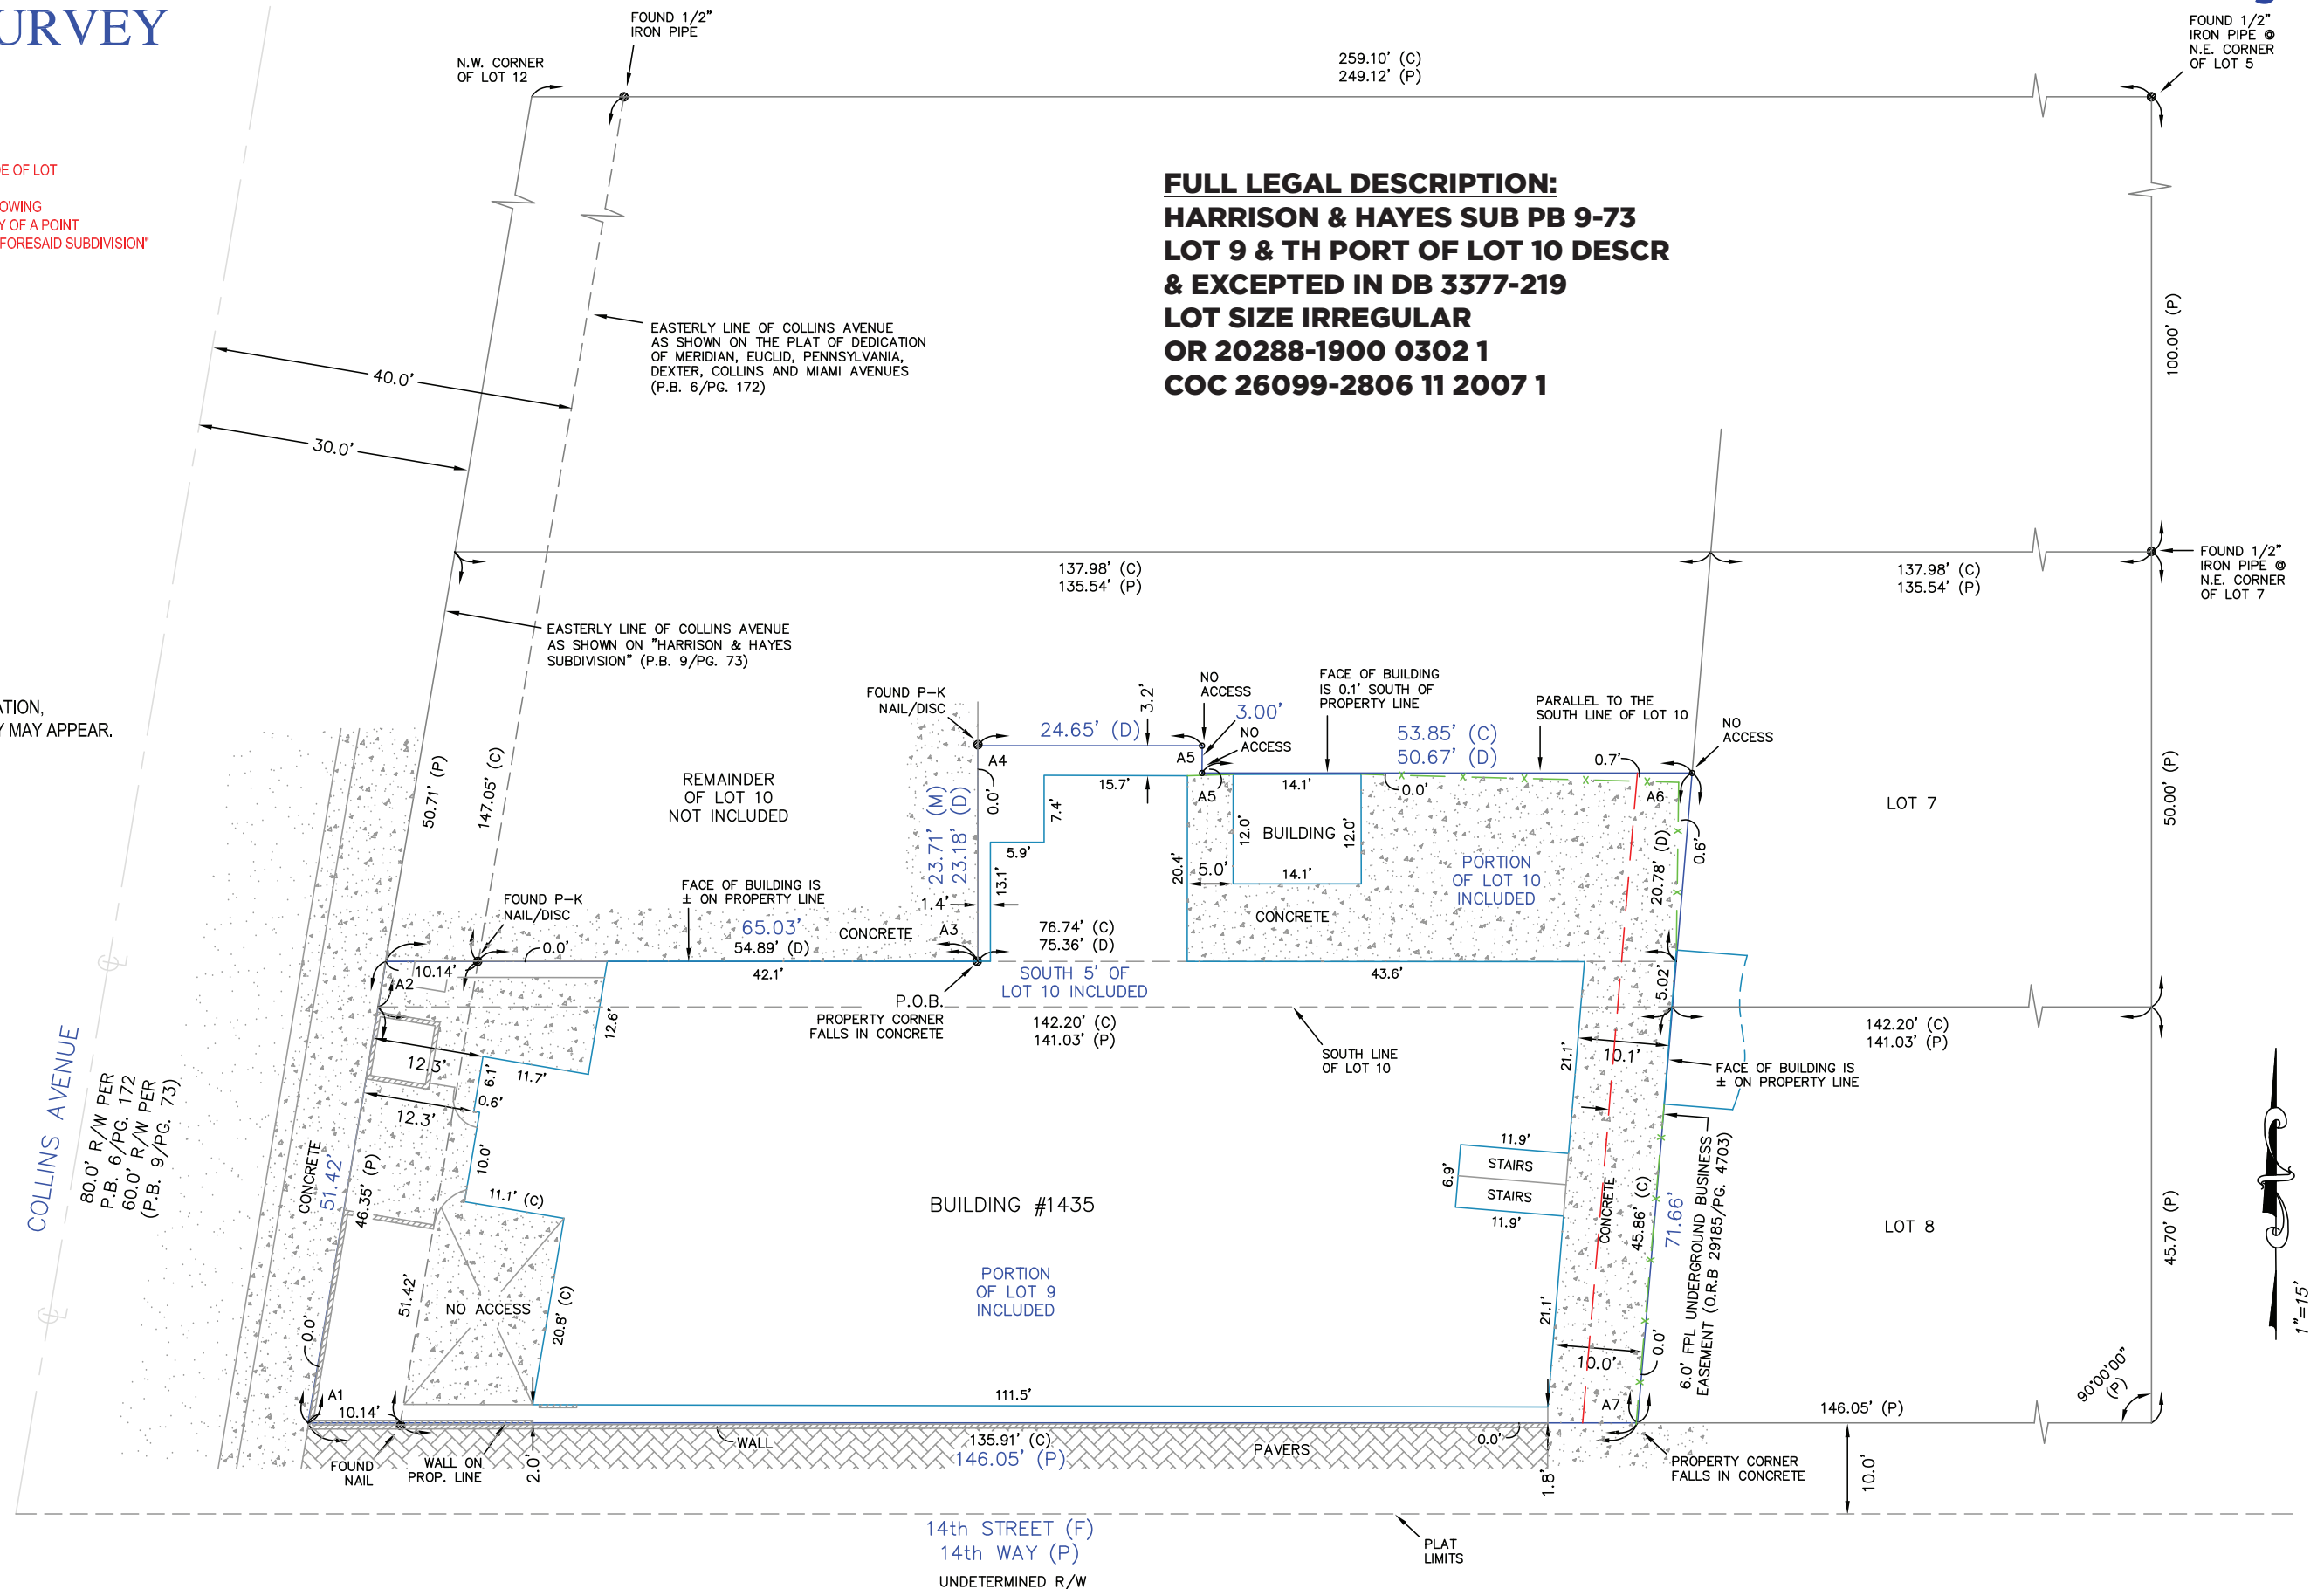 URVEY
FOUND 1/2"
IRON PIPE
N.W. CORNER
OF LOT 12
259.10' (C)
249.12' (P)
FOUND 1/2"
IRON PIPE @
N.E. CORNER
OF LOT 5
DE OF LOT
OWING
Y OF A POINT
FORESAID SUBDIVISION"
FULL LEGAL DESCRIPTION:
HARRISON & HAYES SUB PB 9-73
LOT 9 & TH PORT OF LOT 10 DESCR
& EXCEPTED IN DB 3377-219
LOT SIZE IRREGULAR
OR 20288-1900 0302 1
COC 26099-2806 11 2007 1
EASTERLY LINE OF COLLINS AVENUE
AS SHOWN ON THE PLAT OF DEDICATION
OF MERIDIAN, EUCLID, PENNSYLVANIA,
DEXTER, COLLINS AND MIAMI AVENUES
(P.B. 6/PG. 172)
100.00' (P)
40.0'
30.0'
137.98' (C)
135.54' (P)
137.98' (C)
135.54' (P)
FOUND 1/2"
IRON PIPE @
N.E. CORNER
OF LOT 7
EASTERLY LINE OF COLLINS AVENUE
AS SHOWN ON "HARRISON & HAYES
SUBDIVISION" (P.B. 9/PG. 73)
ATION,
Y MAY APPEAR.
50.71' (P)
147.05' (C)
REMAINDER
OF LOT 10
NOT INCLUDED
FOUND P-K
NAIL/DISC
24.65' (D)
3.2'
NO
ACCESS
3.00'
NO
ACCESS
FACE OF BUILDING
IS 0.1' SOUTH OF
PROPERTY LINE
53.85' (C)
50.67' (D)
PARALLEL TO THE
SOUTH LINE OF LOT 10
NO
ACCESS
A4
A5
A5
0.7'
A6
0.0'
15.7'
14.1'
0.0'
7.4'
23.71' (M)
23.18' (D)
5.9'
13.1'
1.4'
12.0'
BUILDING
12.0'
14.1'
5.0'
20.4'
PORTION
OF LOT 10
INCLUDED
20.78' (D)
0.6'
LOT 7
50.00' (P)
FOUND P-K
NAIL/DISC
0.0'
FACE OF BUILDING IS
± ON PROPERTY LINE
65.03'
54.89' (D)
CONCRETE
A3
CONCRETE
76.74' (C)
75.36' (D)
10.14'
A2
42.1'
SOUTH 5' OF
LOT 10 INCLUDED
43.6'
5.02'
P.O.B.
PROPERTY CORNER
FALLS IN CONCRETE
142.20' (C)
141.03' (P)
SOUTH LINE
OF LOT 10
142.20' (C)
141.03' (P)
FACE OF BUILDING IS
± ON PROPERTY LINE
12.6'
12.3'
11.7'
6.1'
0.6'
12.3'
10.0'
21.1'
10.1'
COLLINS AVENUE
80.0' R/W PER
P.B. 6/PG. 172
60.0' R/W PER
(P.B. 9/PG. 73)
CONCRETE
51.42'
46.35' (P)
11.1' (C)
BUILDING #1435
11.9'
STAIRS
STAIRS
6.9'
11.9'
CONCRETE
45.86' (C)
71.66'
6.0' FPL UNDERGROUND BUSINESS
EASEMENT (O.R.B 29185/PG. 4703)
LOT 8
45.70' (P)
PORTION
OF LOT 9
INCLUDED
51.42'
NO ACCESS
20.8' (C)
0.0'
21.1'
10.0'
0.0'
90°00'00"
(P)
1"=15'
A1
10.14'
111.5'
A7
146.05' (P)
FOUND
NAIL
WALL ON
PROP. LINE
2.0'
WALL
135.91' (C)
146.05' (P)
PAVERS
0.0'
1.8'
PROPERTY CORNER
FALLS IN CONCRETE
10.0'
14th STREET (F)
14th WAY (P)
UNDETERMINED R/W
PLAT
LIMITS